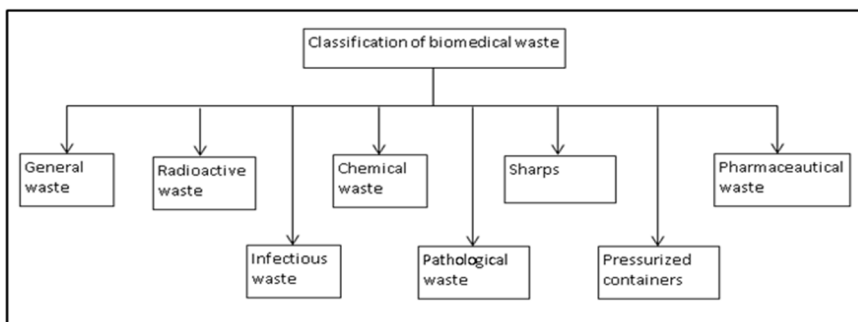 Classification of biomedical waste
General
waste
Radioactive
waste
Chemical
waste
Sharps
Pharmaceautical
waste
Infectious
waste
Pathological
waste
Pressurized
containers